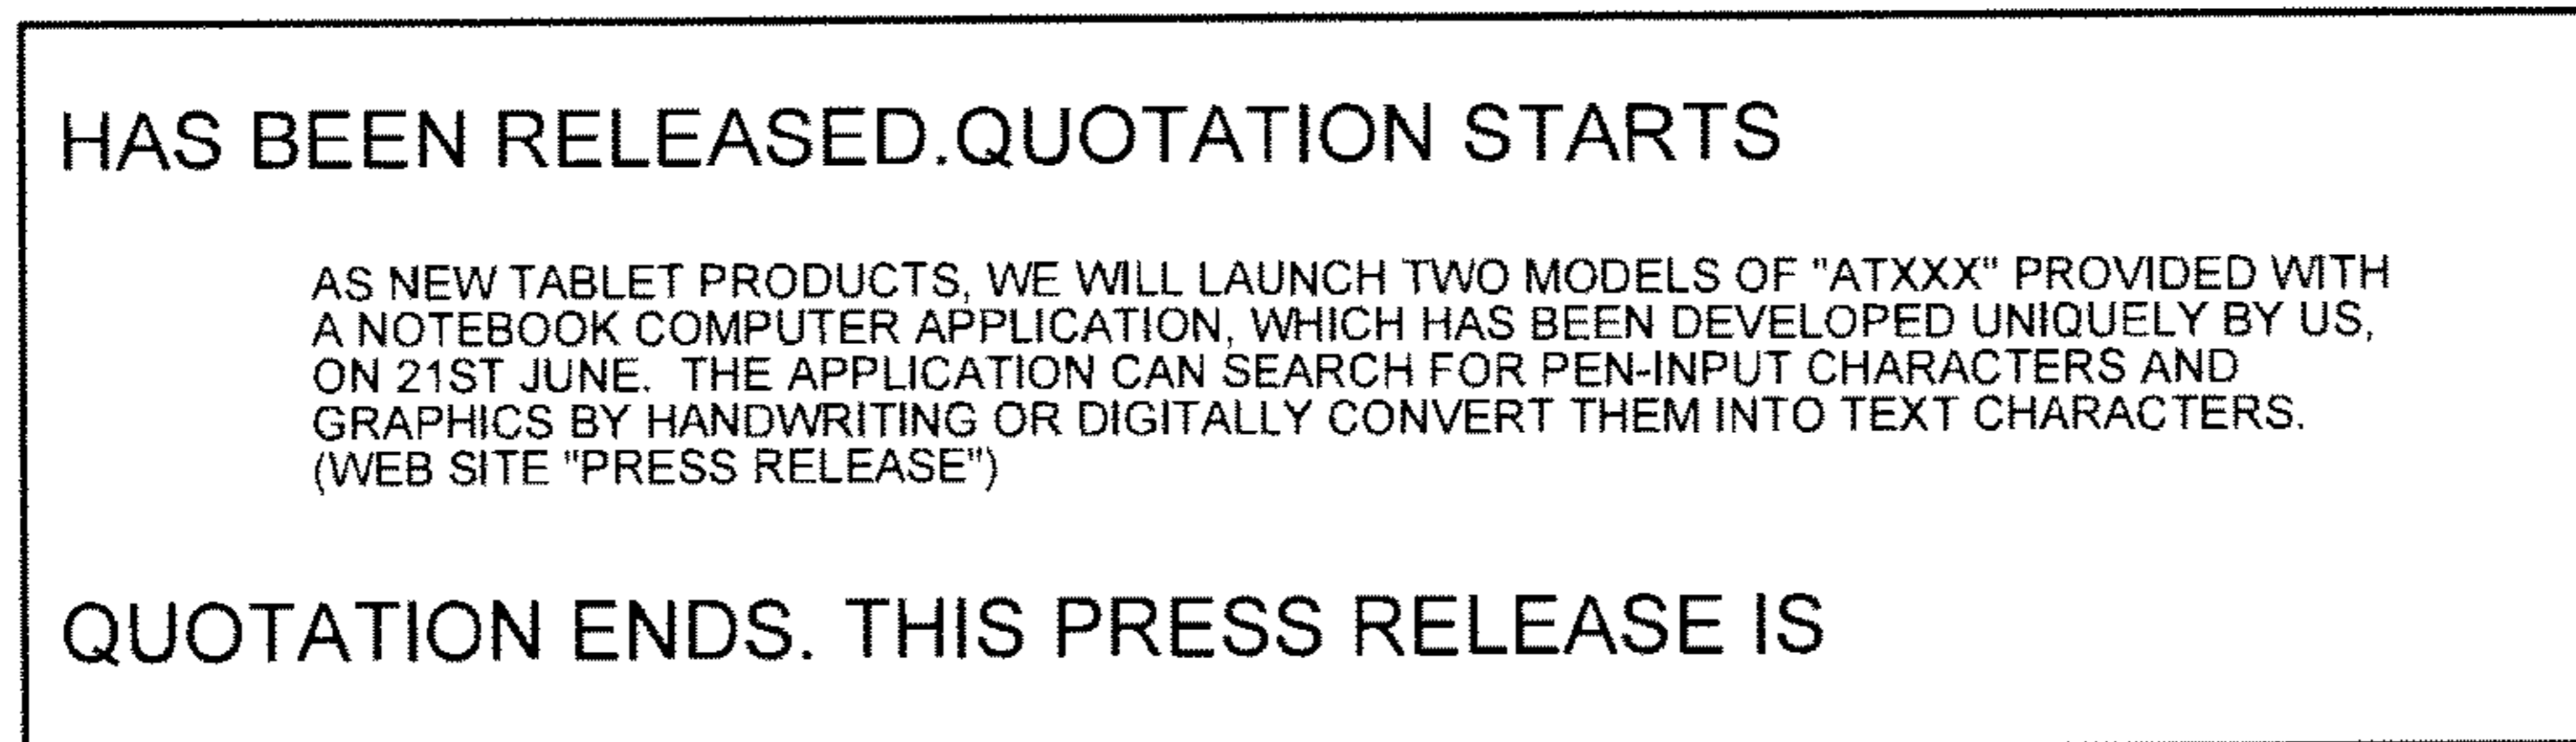 HAS BEEN RELEASED.QUOTATION STARTS
AS NEW TABLET PRODUCTS, WE WILL LAUNCH TWO MODELS OF "ATXXX" PROVIDED WITH
A NOTEBOOK COMPUTER APPLICATION, WHICH HAS BEEN DEVELOPED UNIQUELY BY US,
ON 21ST JUNE. THE APPLICATION CAN SEARCH FOR PEN-INPUT CHARACTERS AND
GRAPHICS BY HANDWRITING OR DIGITALLY CONVERT THEM INTO TEXT CHARACTERS.
(WEB SITE "PRESS RELEASE")
QUOTATION ENDS. THIS PRESS RELEASE IS